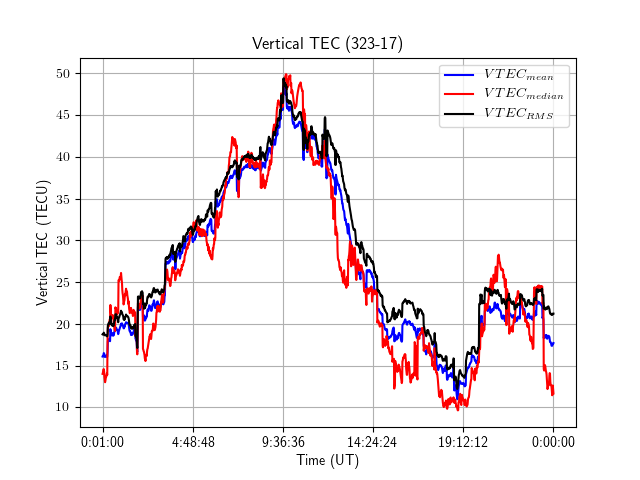 Vertical TEC (323-17)
VTEC_mean
VTEC_median
VTEC_RMS
50
45
40
35
30
25
20
15
10
Vertical TEC (TECU)
0:01:00 4:48:48 9:36:36 14:24:24 19:12:12 0:00:00
Time (UT)